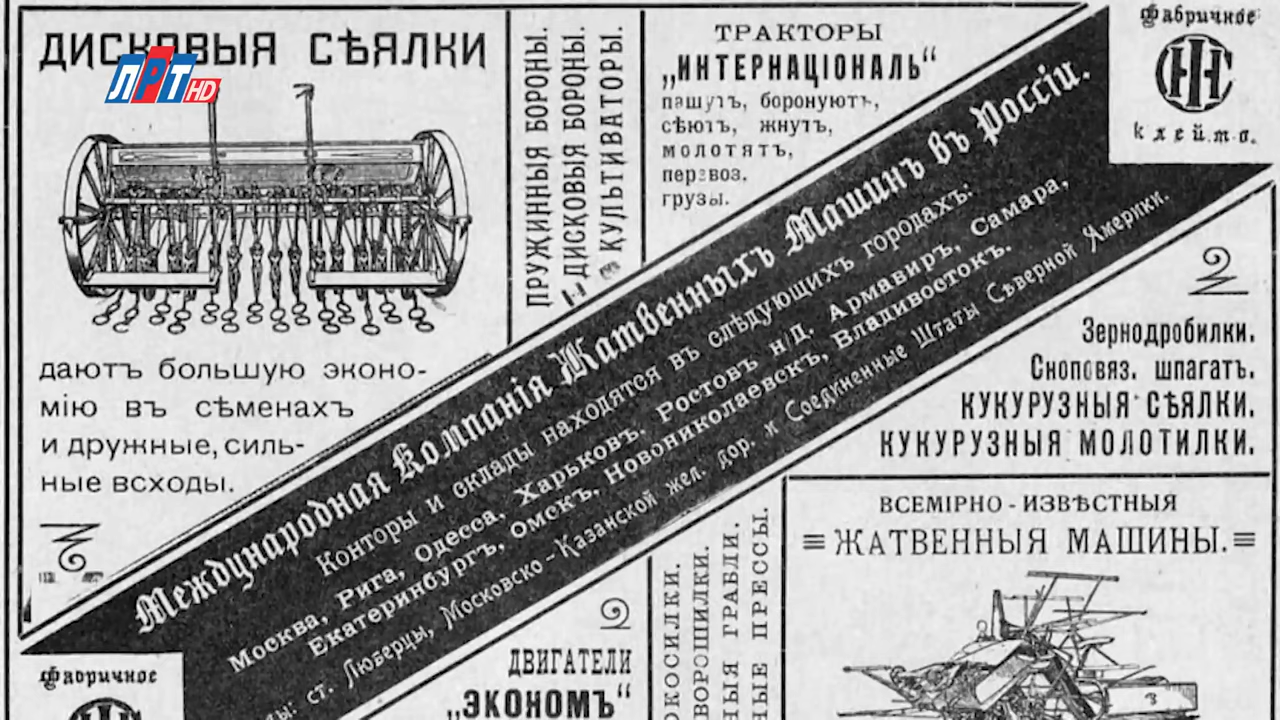 ДИСКОВЫЯ СѢЯЛКИ
ЛРТ HD
даютъ большую эконо-
мію въ сѣменахъ
и дружные, силь-
ные всходы.
ПРУЖИННЫЯ БОРОНЫ.
ДИСКОВЫЯ БОРОНЫ.
КУЛЬТИВАТОРЫ.
ТРАКТОРЫ
„ИНТЕРНАЦІОНАЛЬ“
пашутъ, боронуютъ,
сѣютъ, жнутъ,
молотятъ,
перевоз.
грузы.
Фабричное
IHC
клеймо.
Международная Компанія Жатвенныхъ Машинъ въ Россіи.
Конторы и склады находятся въ слѣдующихъ городахъ:
Москва, Рига, Одесса, Харьковъ. Ростовъ н/д. Армавиръ, Самара,
Екатеринбургъ, Омскъ, Новониколаевскъ, Владивостокъ.
ст. Люберцы, Московско-Казанской жел. дор. и Соединенные Штаты Сѣверной Америки.
Зернодробилки.
Сноповяз. шпагатъ.
КУКУРУЗНЫЯ СѢЯЛКИ.
КУКУРУЗНЫЯ МОЛОТИЛКИ.
ВСЕМІРНО-ИЗВѢСТНЫЯ
ЖАТВЕННЫЯ МАШИНЫ.
Фабричное
ДВИГАТЕЛИ
„ЭКОНОМЪ“
ГРАБЛИ.
ПРЕССЫ.